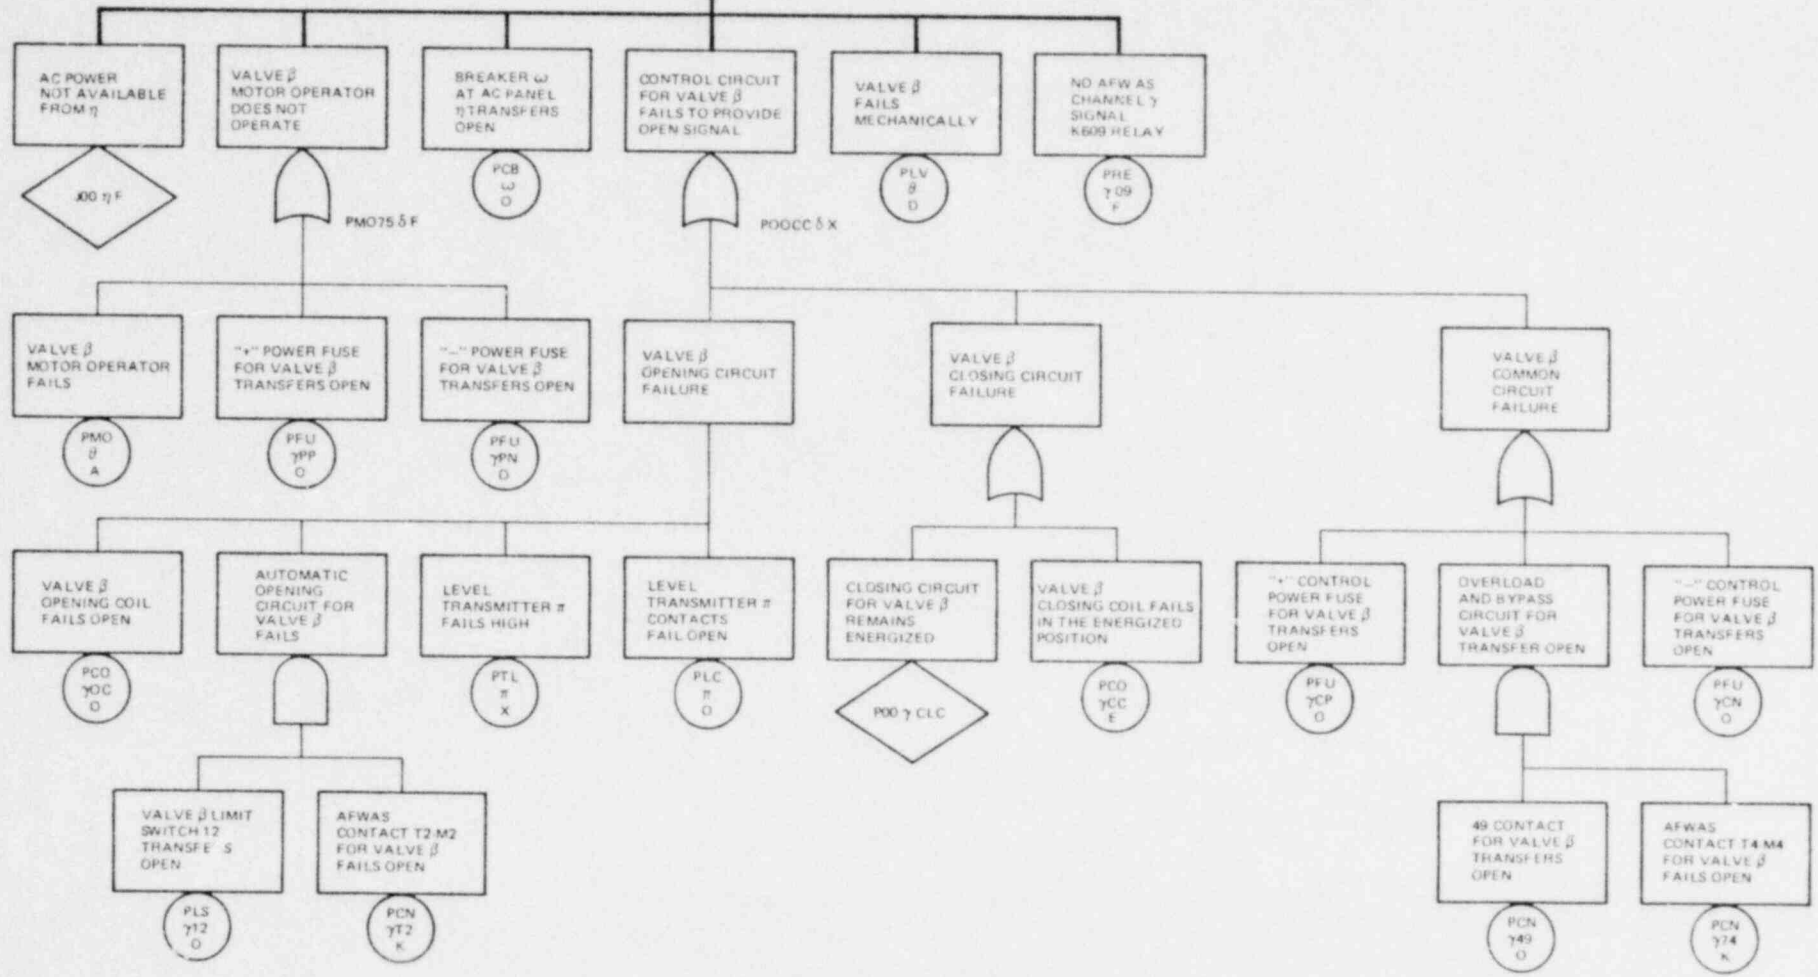 AC POWER
NOT AVAILABLE
FROM η
J00 η F
VALVE β
MOTOR OPERATOR
DOES NOT
OPERATE
PMO75 δ F
BREAKER ω
AT AC PANEL
η TRANSFERS
OPEN
PCB
ω
O
CONTROL CIRCUIT
FOR VALVE β
FAILS TO PROVIDE
OPEN SIGNAL
POOCC δ X
VALVE β
FAILS
MECHANICALLY
PLV
θ
D
NO AFW AS
CHANNEL γ
SIGNAL
K609 RELAY
PRE
γ 09
F
VALVE β
MOTOR OPERATOR
FAILS
PMO
θ
A
"+" POWER FUSE
FOR VALVE β
TRANSFERS OPEN
PFU
γPP
O
"–" POWER FUSE
FOR VALVE β
TRANSFERS OPEN
PFU
γPN
O
VALVE β
OPENING CIRCUIT
FAILURE
VALVE β
CLOSING CIRCUIT
FAILURE
VALVE β
COMMON
CIRCUIT
FAILURE
VALVE β
OPENING COIL
FAILS OPEN
PCO
γOC
O
AUTOMATIC
OPENING
CIRCUIT FOR
VALVE β
FAILS
LEVEL
TRANSMITTER π
FAILS HIGH
PTL
π
X
LEVEL
TRANSMITTER π
CONTACTS
FAIL OPEN
PLC
π
O
CLOSING CIRCUIT
FOR VALVE β
REMAINS
ENERGIZED
P00 γ CLC
VALVE β
CLOSING COIL FAILS
IN THE ENERGIZED
POSITION
PCO
γCC
E
"+" CONTROL
POWER FUSE
FOR VALVE β
TRANSFERS
OPEN
PFU
γCP
O
OVERLOAD
AND BYPASS
CIRCUIT FOR
VALVE β
TRANSFER OPEN
"–" CONTROL
POWER FUSE
FOR VALVE β
TRANSFERS
OPEN
PFU
γCN
O
VALVE β LIMIT
SWITCH 12
TRANSFE S
OPEN
PLS
γ12
O
AFWAS
CONTACT T2-M2
FOR VALVE β
FAILS OPEN
PCN
γT2
K
49 CONTACT
FOR VALVE β
TRANSFERS
OPEN
PCN
γ49
O
AFWAS
CONTACT T4-M4
FOR VALVE β
FAILS OPEN
PCN
γ74
K